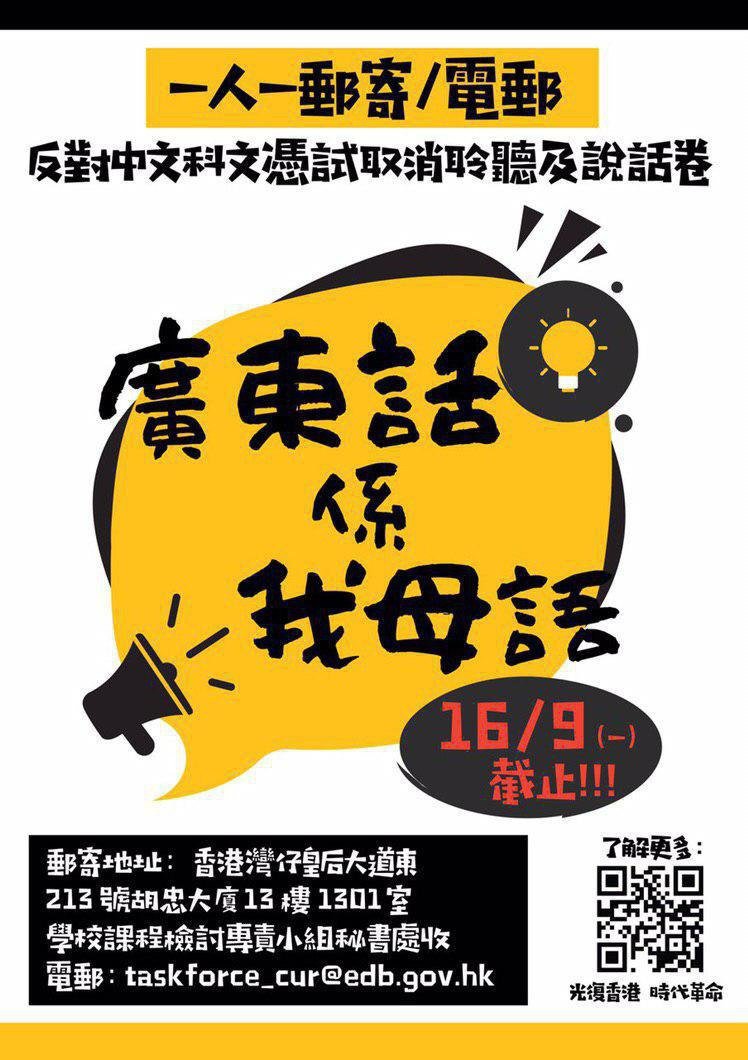 一人一郵寄/電郵
反對中文科文憑試取消聆聽及說話卷
廣東話
係
我母語
16/9 (一)
截止!!!
郵寄地址：香港灣仔皇后大道東
213 號胡忠大廈 13 樓 1301 室
學校課程檢討專責小組秘書處收
電郵：taskforce_cur@edb.gov.hk
了解更多：
光復香港 時代革命